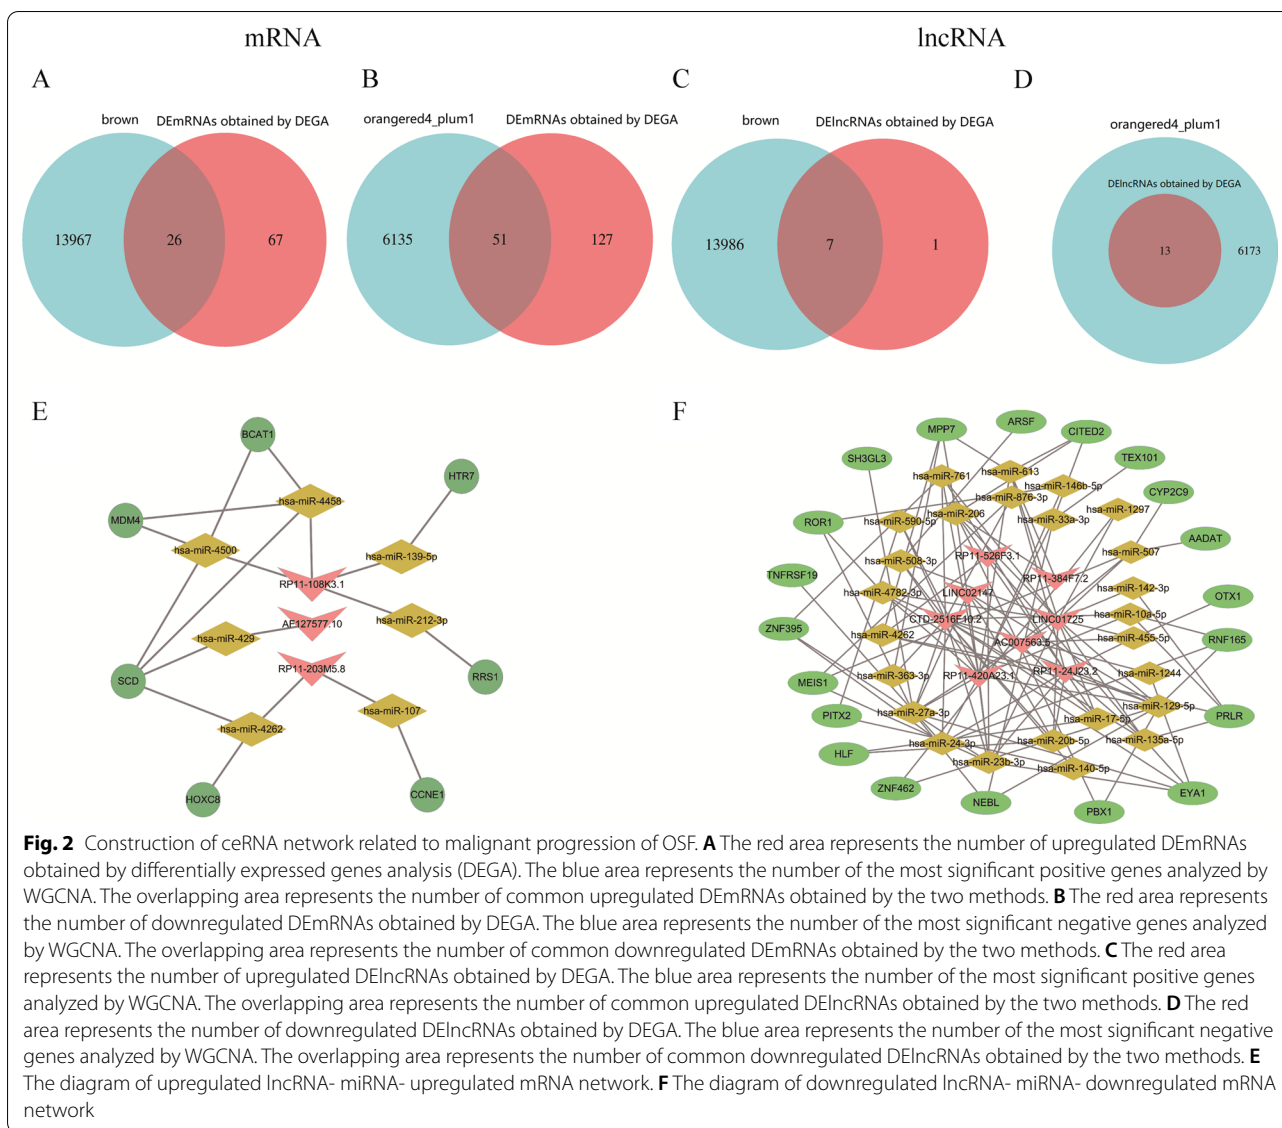 mRNA
lncRNA
A
B
C
D
brown
DEmRNAs obtained by DEGA
orangered4_plum1
DEmRNAs obtained by DEGA
brown
DElncRNAs obtained by DEGA
orangered4_plum1
DElncRNAs obtained by DEGA
13967
26
67
6135
51
127
13986
7
1
13
6173
E
BCAT1
HTR7
hsa-miR-4458
MDM4
hsa-miR-4500
hsa-miR-139-5p
RP11-108K3.1
AF127577.10
hsa-miR-212-3p
hsa-miR-429
RP11-203M5.8
SCD
RRS1
hsa-miR-107
hsa-miR-4262
HOXC8
CCNE1
F
MPP7
ARSF
CITED2
SH3GL3
TEX101
hsa-miR-761
hsa-miR-613
hsa-miR-146b-5p
CYP2C9
hsa-miR-876-3p
hsa-miR-1297
ROR1
hsa-miR-590-5p
hsa-miR-206
hsa-miR-33a-3p
AADAT
RP11-526F3.1
hsa-miR-507
hsa-miR-508-3p
TNFRSF19
RP11-384F7.2
hsa-miR-4782-3p
LINC02147
hsa-miR-142-3p
OTX1
hsa-miR-10a-5p
CTD-2516F10.2
LINC01725
ZNF395
hsa-miR-4262
AC007563.5
hsa-miR-455-5p
RNF165
MEIS1
hsa-miR-363-3p
RP11-420A23.1
RP11-24J23.2
hsa-miR-1244
PITX2
hsa-miR-27a-3p
hsa-miR-17-5p
hsa-miR-129-5p
PRLR
HLF
hsa-miR-24-3p
hsa-miR-20b-5p
hsa-miR-135a-5p
hsa-miR-23b-3p
hsa-miR-140-5p
ZNF462
NEBL
PBX1
EYA1
Fig. 2 Construction of ceRNA network related to malignant progression of OSF. A The red area represents the number of upregulated DEmRNAs
obtained by differentially expressed genes analysis (DEGA). The blue area represents the number of the most significant positive genes analyzed by
WGCNA. The overlapping area represents the number of common upregulated DEmRNAs obtained by the two methods. B The red area represents
the number of downregulated DEmRNAs obtained by DEGA. The blue area represents the number of the most significant negative genes analyzed
by WGCNA. The overlapping area represents the number of common downregulated DEmRNAs obtained by the two methods. C The red area
represents the number of upregulated DElncRNAs obtained by DEGA. The blue area represents the number of the most significant positive genes
analyzed by WGCNA. The overlapping area represents the number of common upregulated DElncRNAs obtained by the two methods. D The red
area represents the number of downregulated DElncRNAs obtained by DEGA. The blue area represents the number of the most significant negative
genes analyzed by WGCNA. The overlapping area represents the number of common downregulated DElncRNAs obtained by the two methods. E
The diagram of upregulated lncRNA- miRNA- upregulated mRNA network. F The diagram of downregulated lncRNA- miRNA- downregulated mRNA
network